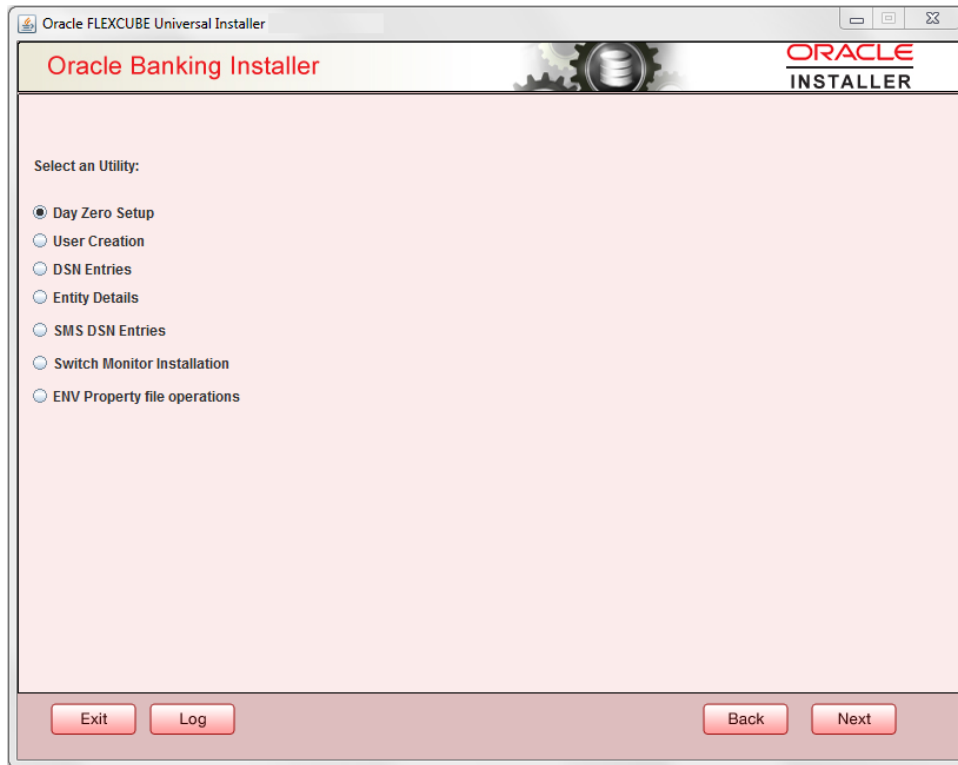 Oracle FLEXCUBE Universal Installer
Oracle Banking Installer
ORACLE
INSTALLER
Select an Utility:
Day Zero Setup
User Creation
DSN Entries
Entity Details
SMS DSN Entries
Switch Monitor Installation
ENV Property file operations
Exit
Log
Back
Next